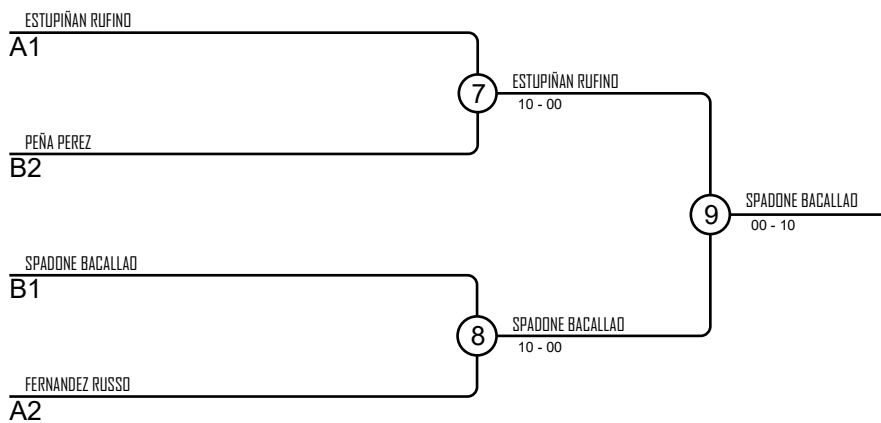 ESTUPIÑAN RUFINO
A1
7
ESTUPIÑAN RUFINO
10 - 00
PEÑA PEREZ
B2
9
SPADONE BACALLAO
00 - 10
SPADONE BACALLAO
B1
8
SPADONE BACALLAO
10 - 00
FERNANDEZ RUSSO
A2